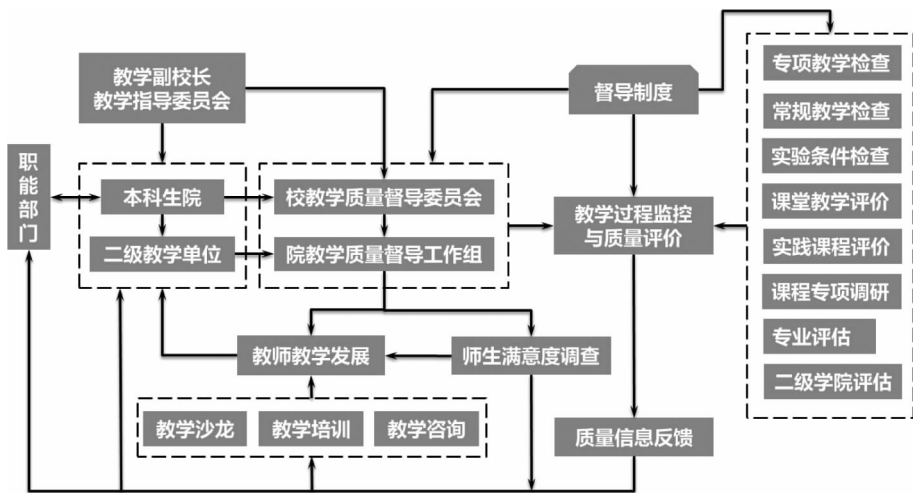 教学副校长
教学指导委员会
督导制度
专项教学检查
常规教学检查
实验条件检查
课堂教学评价
实践课程评价
课程专项调研
专业评估
二级学院评估
职能部门
本科生院
二级教学单位
校教学质量督导委员会
院教学质量督导工作组
教学过程监控
与质量评价
教师教学发展
师生满意度调查
教学沙龙
教学培训
教学咨询
质量信息反馈